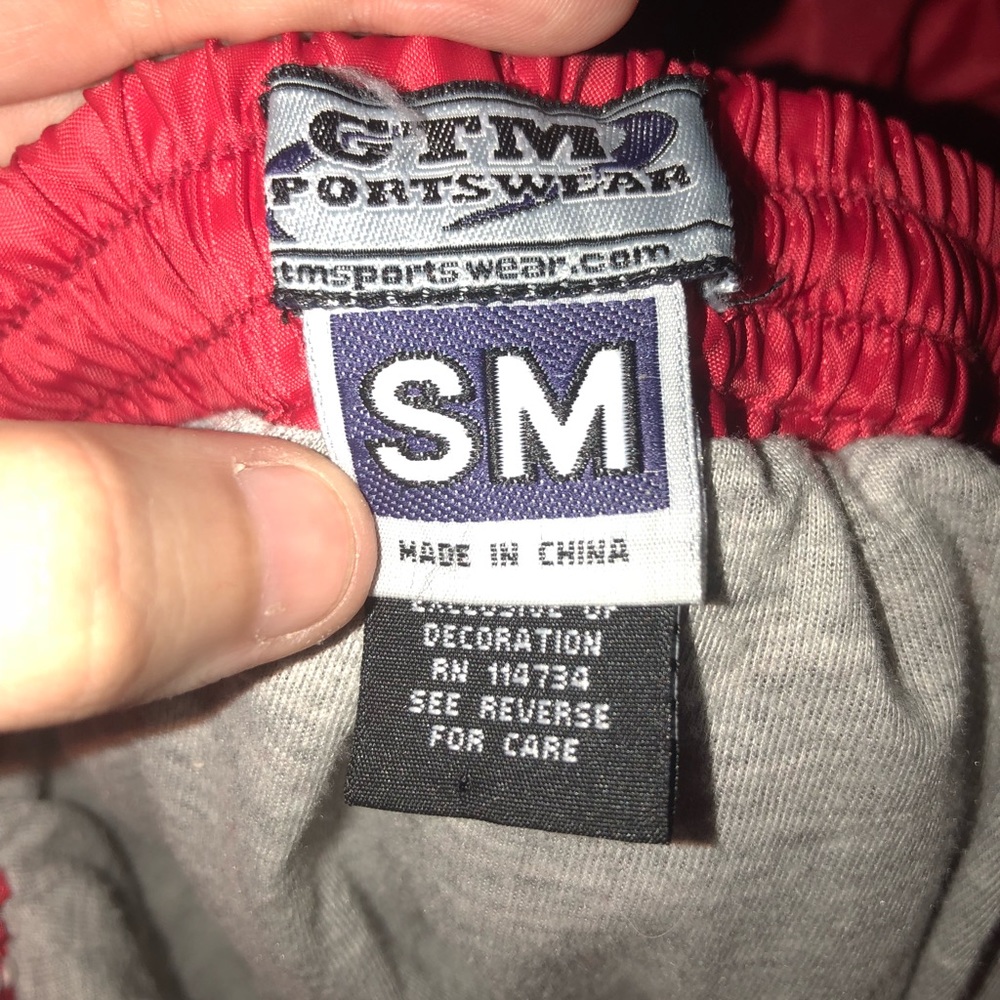 GTM
PORTSWEAR
tmsportswear.com
SM
MADE IN CHINA
DECORATION
RN 114734
SEE REVERSE
FOR CARE